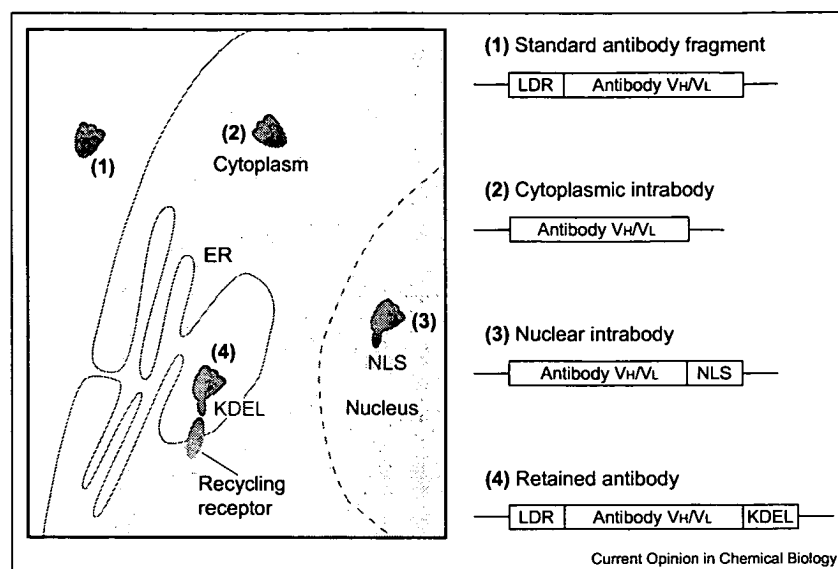 (1)
(2)
Cytoplasm
ER
(3)
NLS
(4)
KDEL
Nucleus
Recycling
receptor
(1) Standard antibody fragment
LDR Antibody VH/VL
(2) Cytoplasmic intrabody
Antibody VH/VL
(3) Nuclear intrabody
Antibody VH/VL NLS
(4) Retained antibody
LDR Antibody VH/VL KDEL
Current Opinion in Chemical Biology